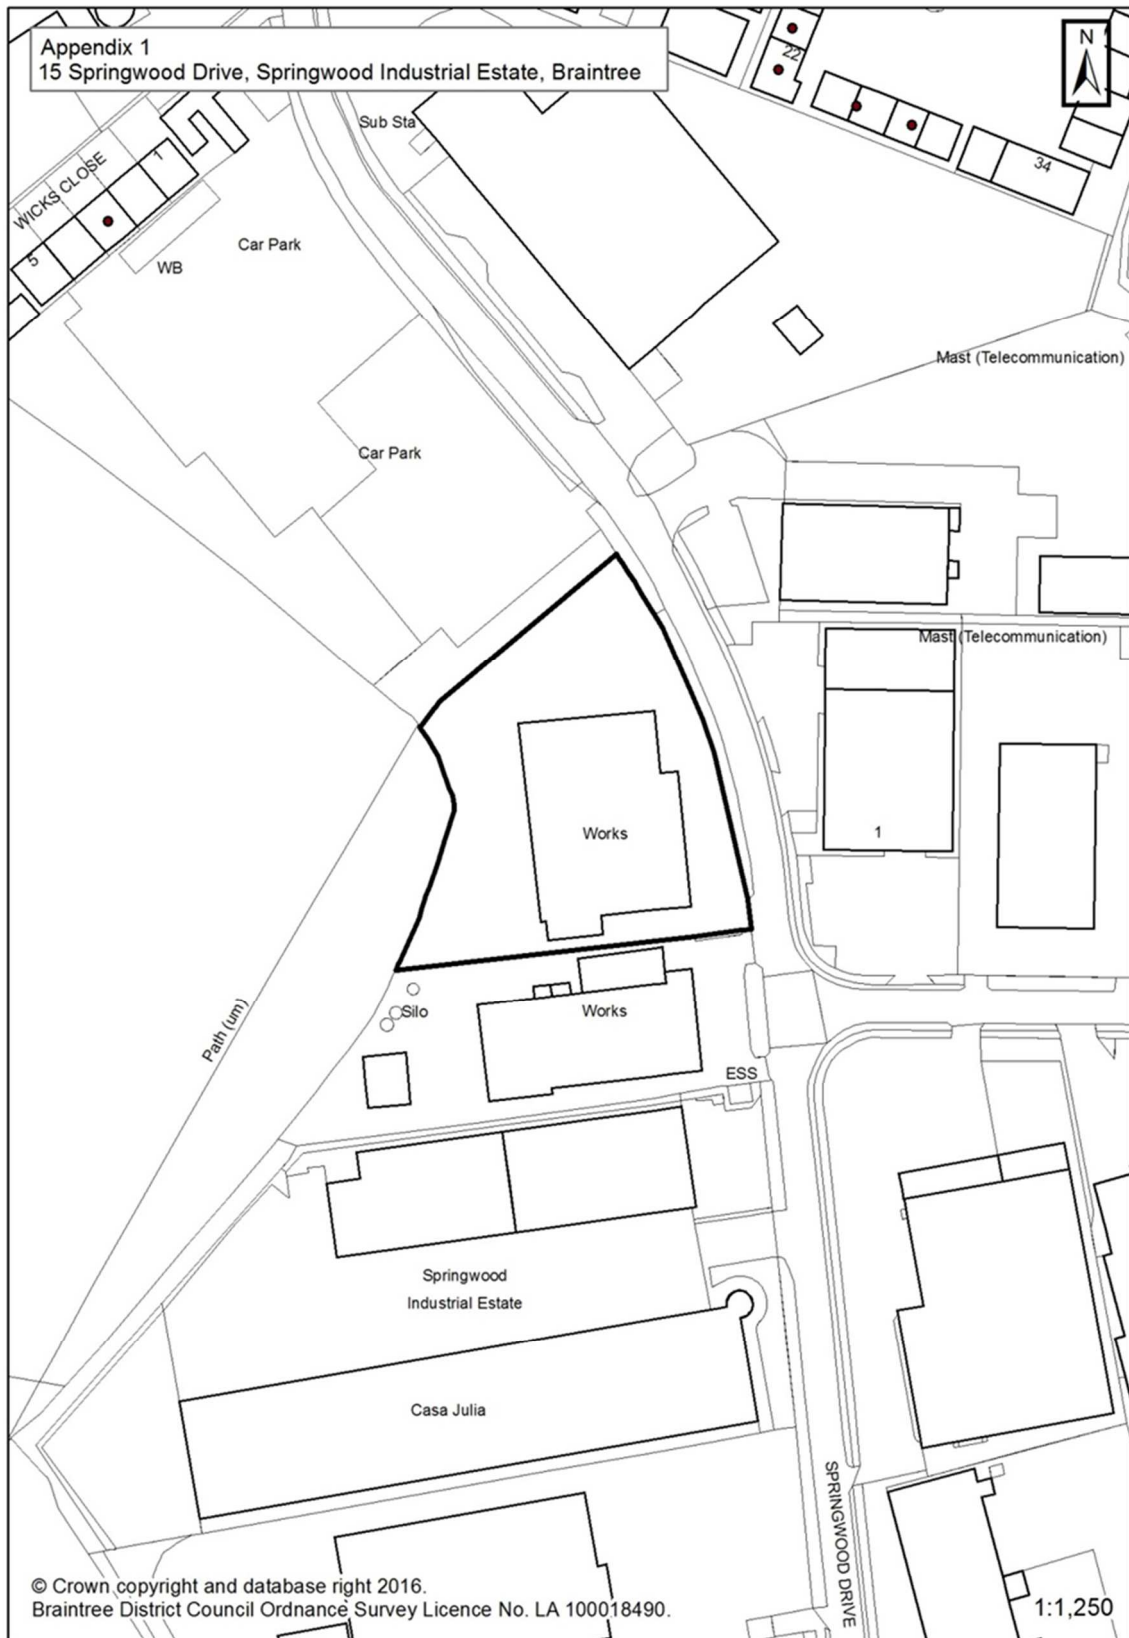 Appendix 1
15 Springwood Drive, Springwood Industrial Estate, Braintree
N
22
Sub Sta
34
1
WICKS CLOSE
5
Car Park
WB
Mast (Telecommunication)
Car Park
Mast (Telecommunication)
1
Works
Silo
Works
Path (um)
ESS
Springwood
Industrial Estate
Casa Julia
SPRINGWOOD DRIVE
© Crown copyright and database right 2016.
Braintree District Council Ordnance Survey Licence No. LA 100018490.
1:1,250